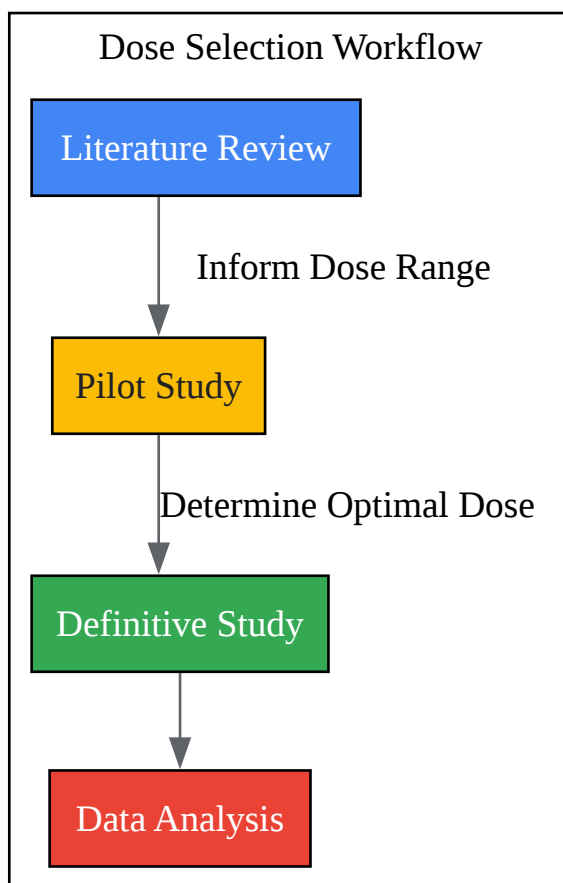 Dose Selection Workflow
Literature Review
Inform Dose Range
Pilot Study
Determine Optimal Dose
Definitive Study
Data Analysis